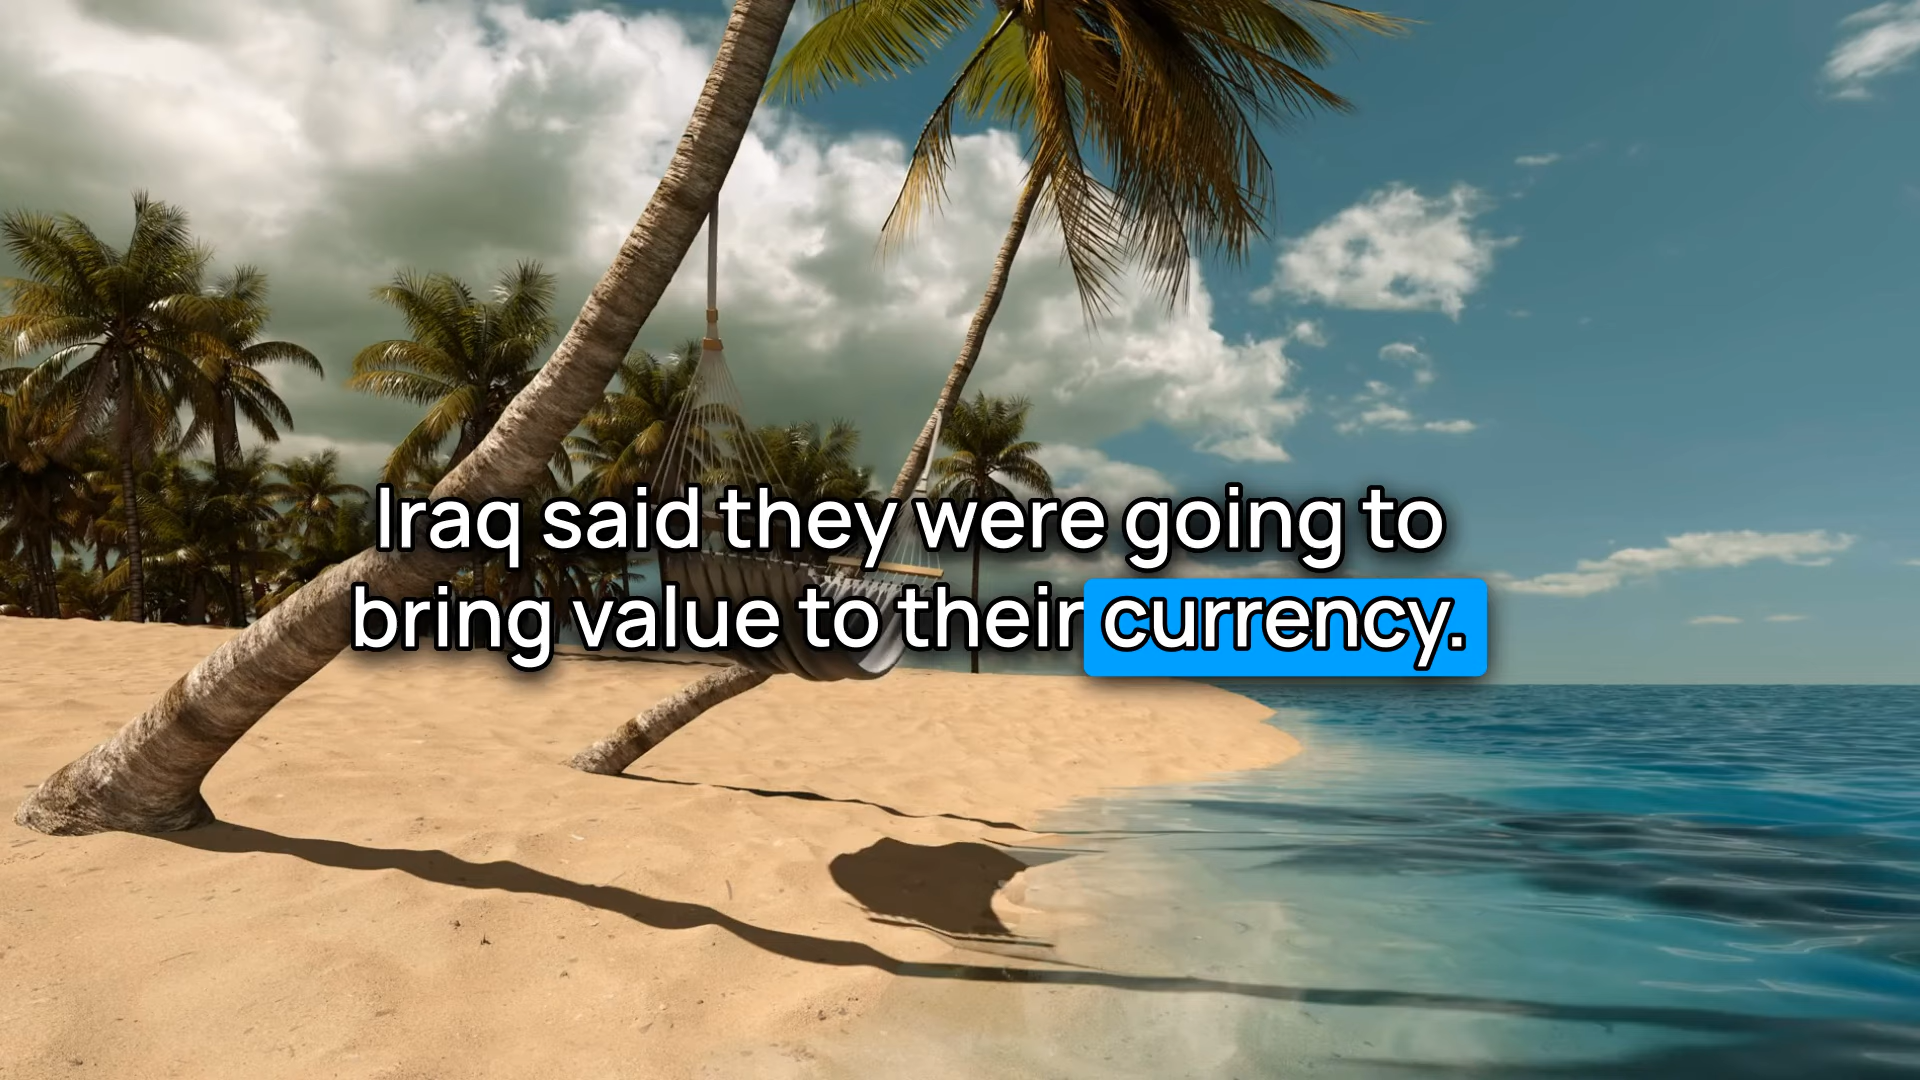 Iraq said they were going to
bring value to their currency.